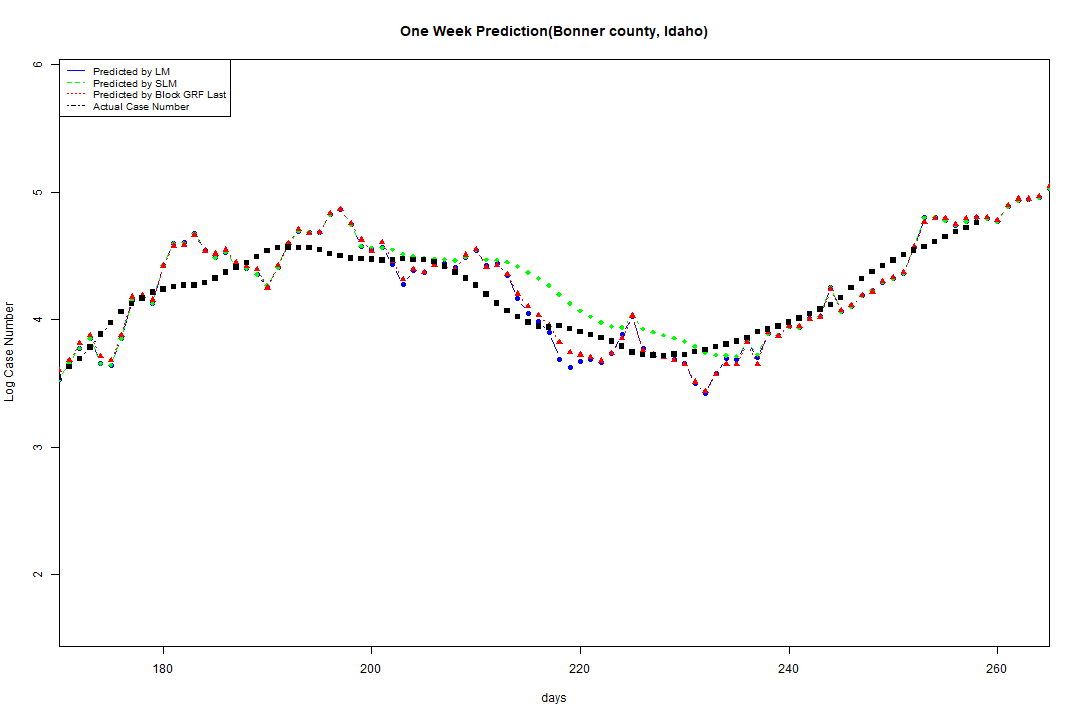 One Week Prediction(Bonner county, Idaho)
Predicted by LM
Predicted by SLM
Predicted by Block GRF Last
Actual Case Number
6
5
4
3
2
Log Case Number
180 200 220 240 260
days